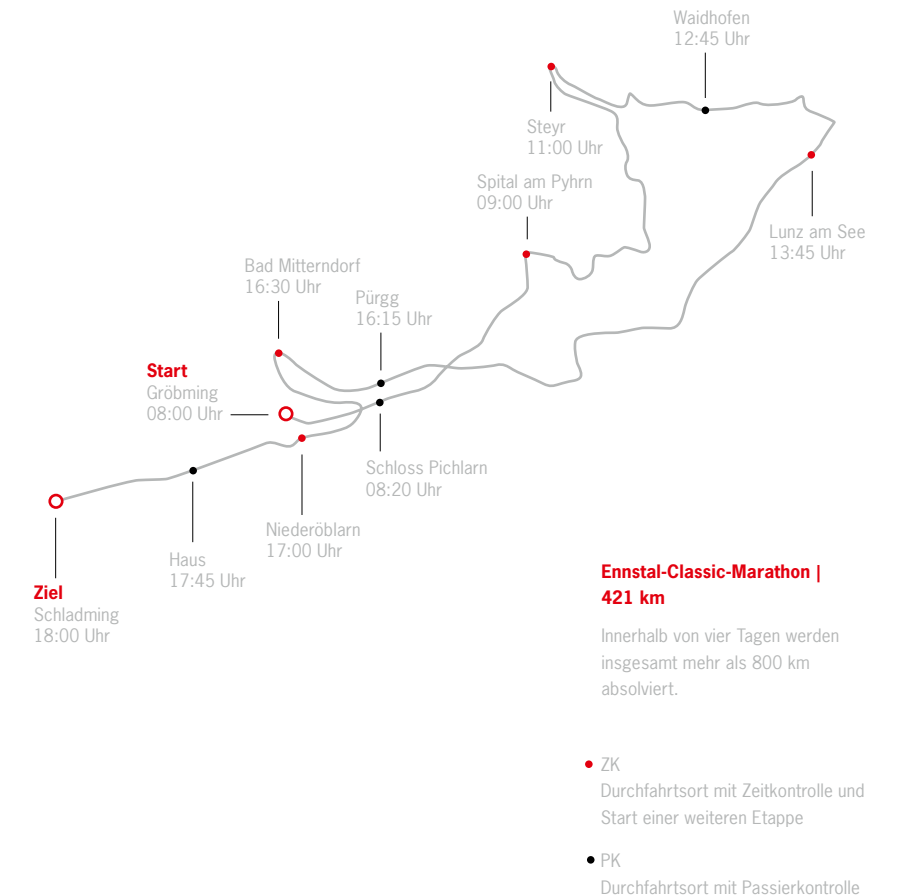 Waidhofen
12:45 Uhr
Steyr
11:00 Uhr
Spital am Pyhrn
09:00 Uhr
Lunz am See
13:45 Uhr
Bad Mitterndorf
16:30 Uhr
Pürgg
16:15 Uhr
Start
Gröbming
08:00 Uhr
Schloss Pichlarn
08:20 Uhr
Niederöblarn
17:00 Uhr
Haus
17:45 Uhr
Ziel
Schladming
18:00 Uhr
Ennstal-Classic-Marathon |
421 km
Innerhalb von vier Tagen werden
insgesamt mehr als 800 km
absolviert.
ZK
Durchfahrtsort mit Zeitkontrolle und
Start einer weiteren Etappe
PK
Durchfahrtsort mit Passierkontrolle